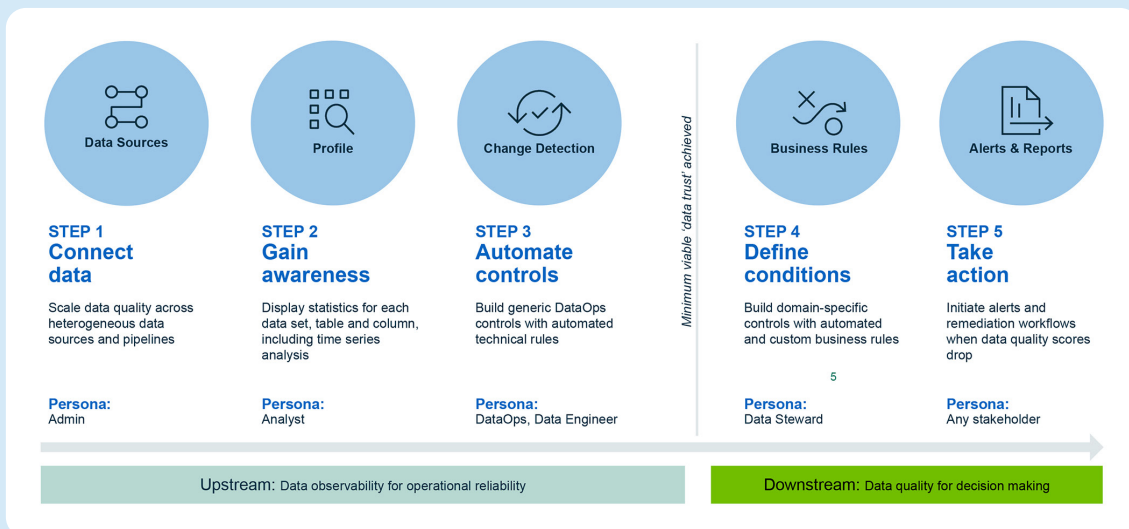 Data Sources
Profile
Change Detection
Business Rules
Alerts & Reports
STEP 1
Connect
data
Scale data quality across
heterogeneous data
sources and pipelines
Persona:
Admin
STEP 2
Gain
awareness
Display statistics for each
data set, table and column,
including time series
analysis
Persona:
Analyst
STEP 3
Automate
controls
Build generic DataOps
controls with automated
technical rules
Persona:
DataOps, Data Engineer
Minimum viable ‘data trust’ achieved
STEP 4
Define
conditions
Build domain-specific
controls with automated
and custom business rules
5
Persona:
Data Steward
STEP 5
Take
action
Initiate alerts and
remediation workflows
when data quality scores
drop
Persona:
Any stakeholder
Upstream: Data observability for operational reliability
Downstream: Data quality for decision making